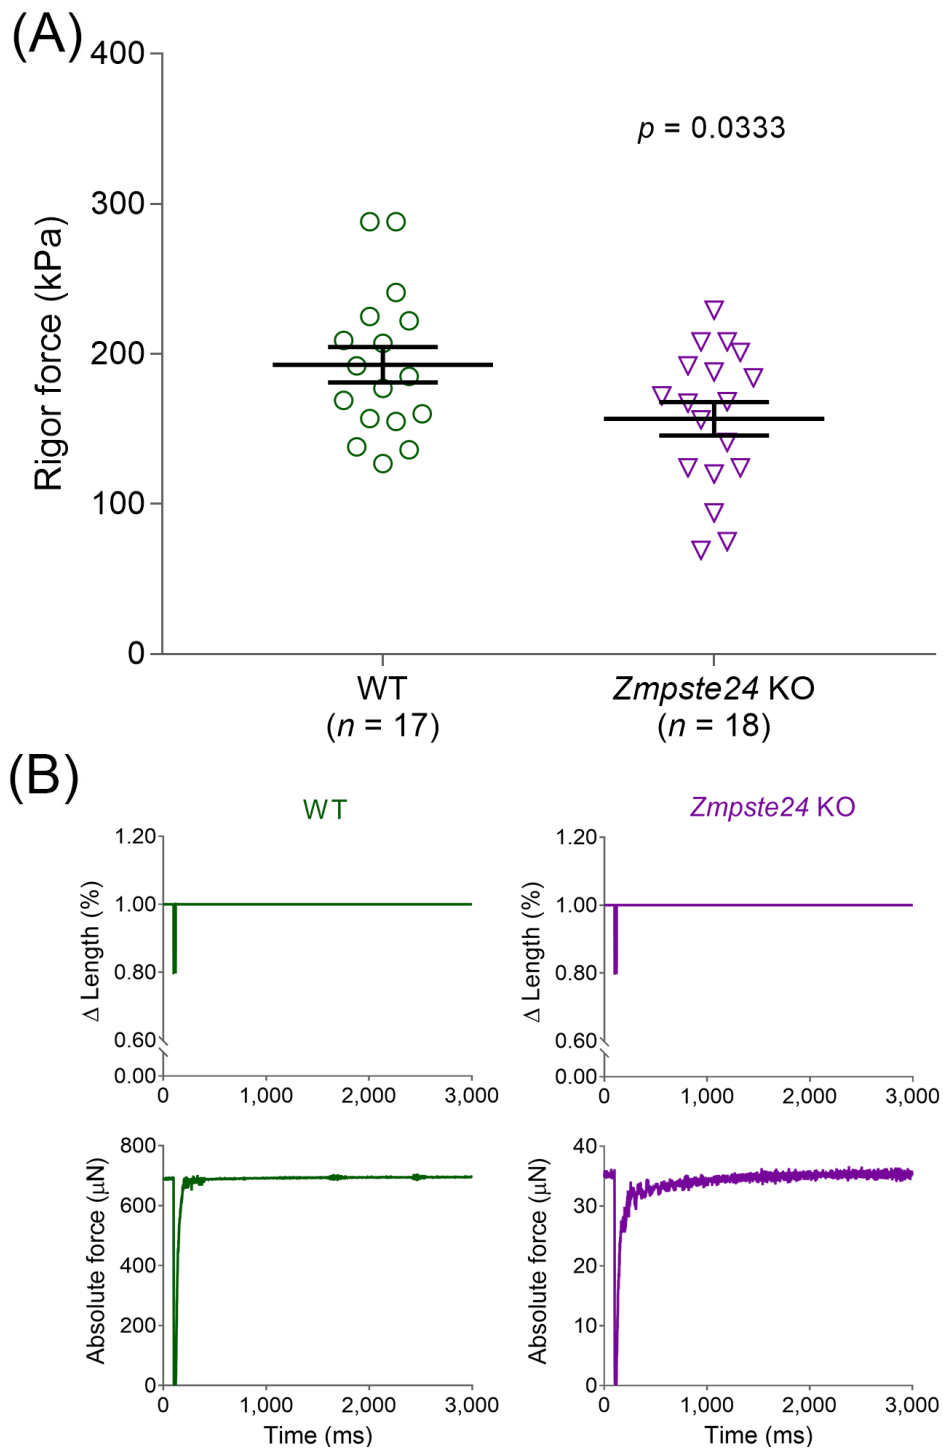 (A)
400
300
200
100
0
Rigor force (kPa)
p = 0.0333
WT
(n = 17)
Zmpste24 KO
(n = 18)
(B)
WT
1.20
1.00
0.80
0.60
0.00
Δ Length (%)
0 1,000 2,000 3,000
Zmpste24 KO
1.20
1.00
0.80
0.60
0.00
Δ Length (%)
0 1,000 2,000 3,000
800
600
400
200
0
Absolute force (μN)
0 1,000 2,000 3,000
Time (ms)
40
30
20
10
0
Absolute force (μN)
0 1,000 2,000 3,000
Time (ms)